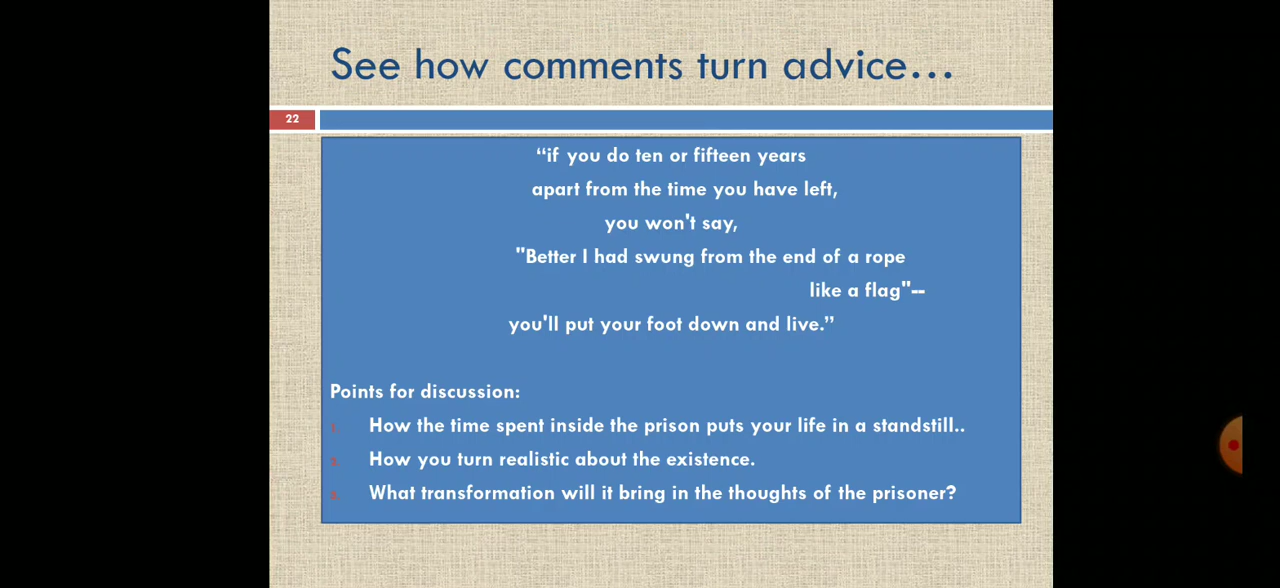 See how comments turn advice...
22
“if you do ten or fifteen years
apart from the time you have left,
you won't say,
"Better I had swung from the end of a rope
like a flag"--
you'll put your foot down and live.”
Points for discussion:
1. How the time spent inside the prison puts your life in a standstill..
2. How you turn realistic about the existence.
3. What transformation will it bring in the thoughts of the prisoner?